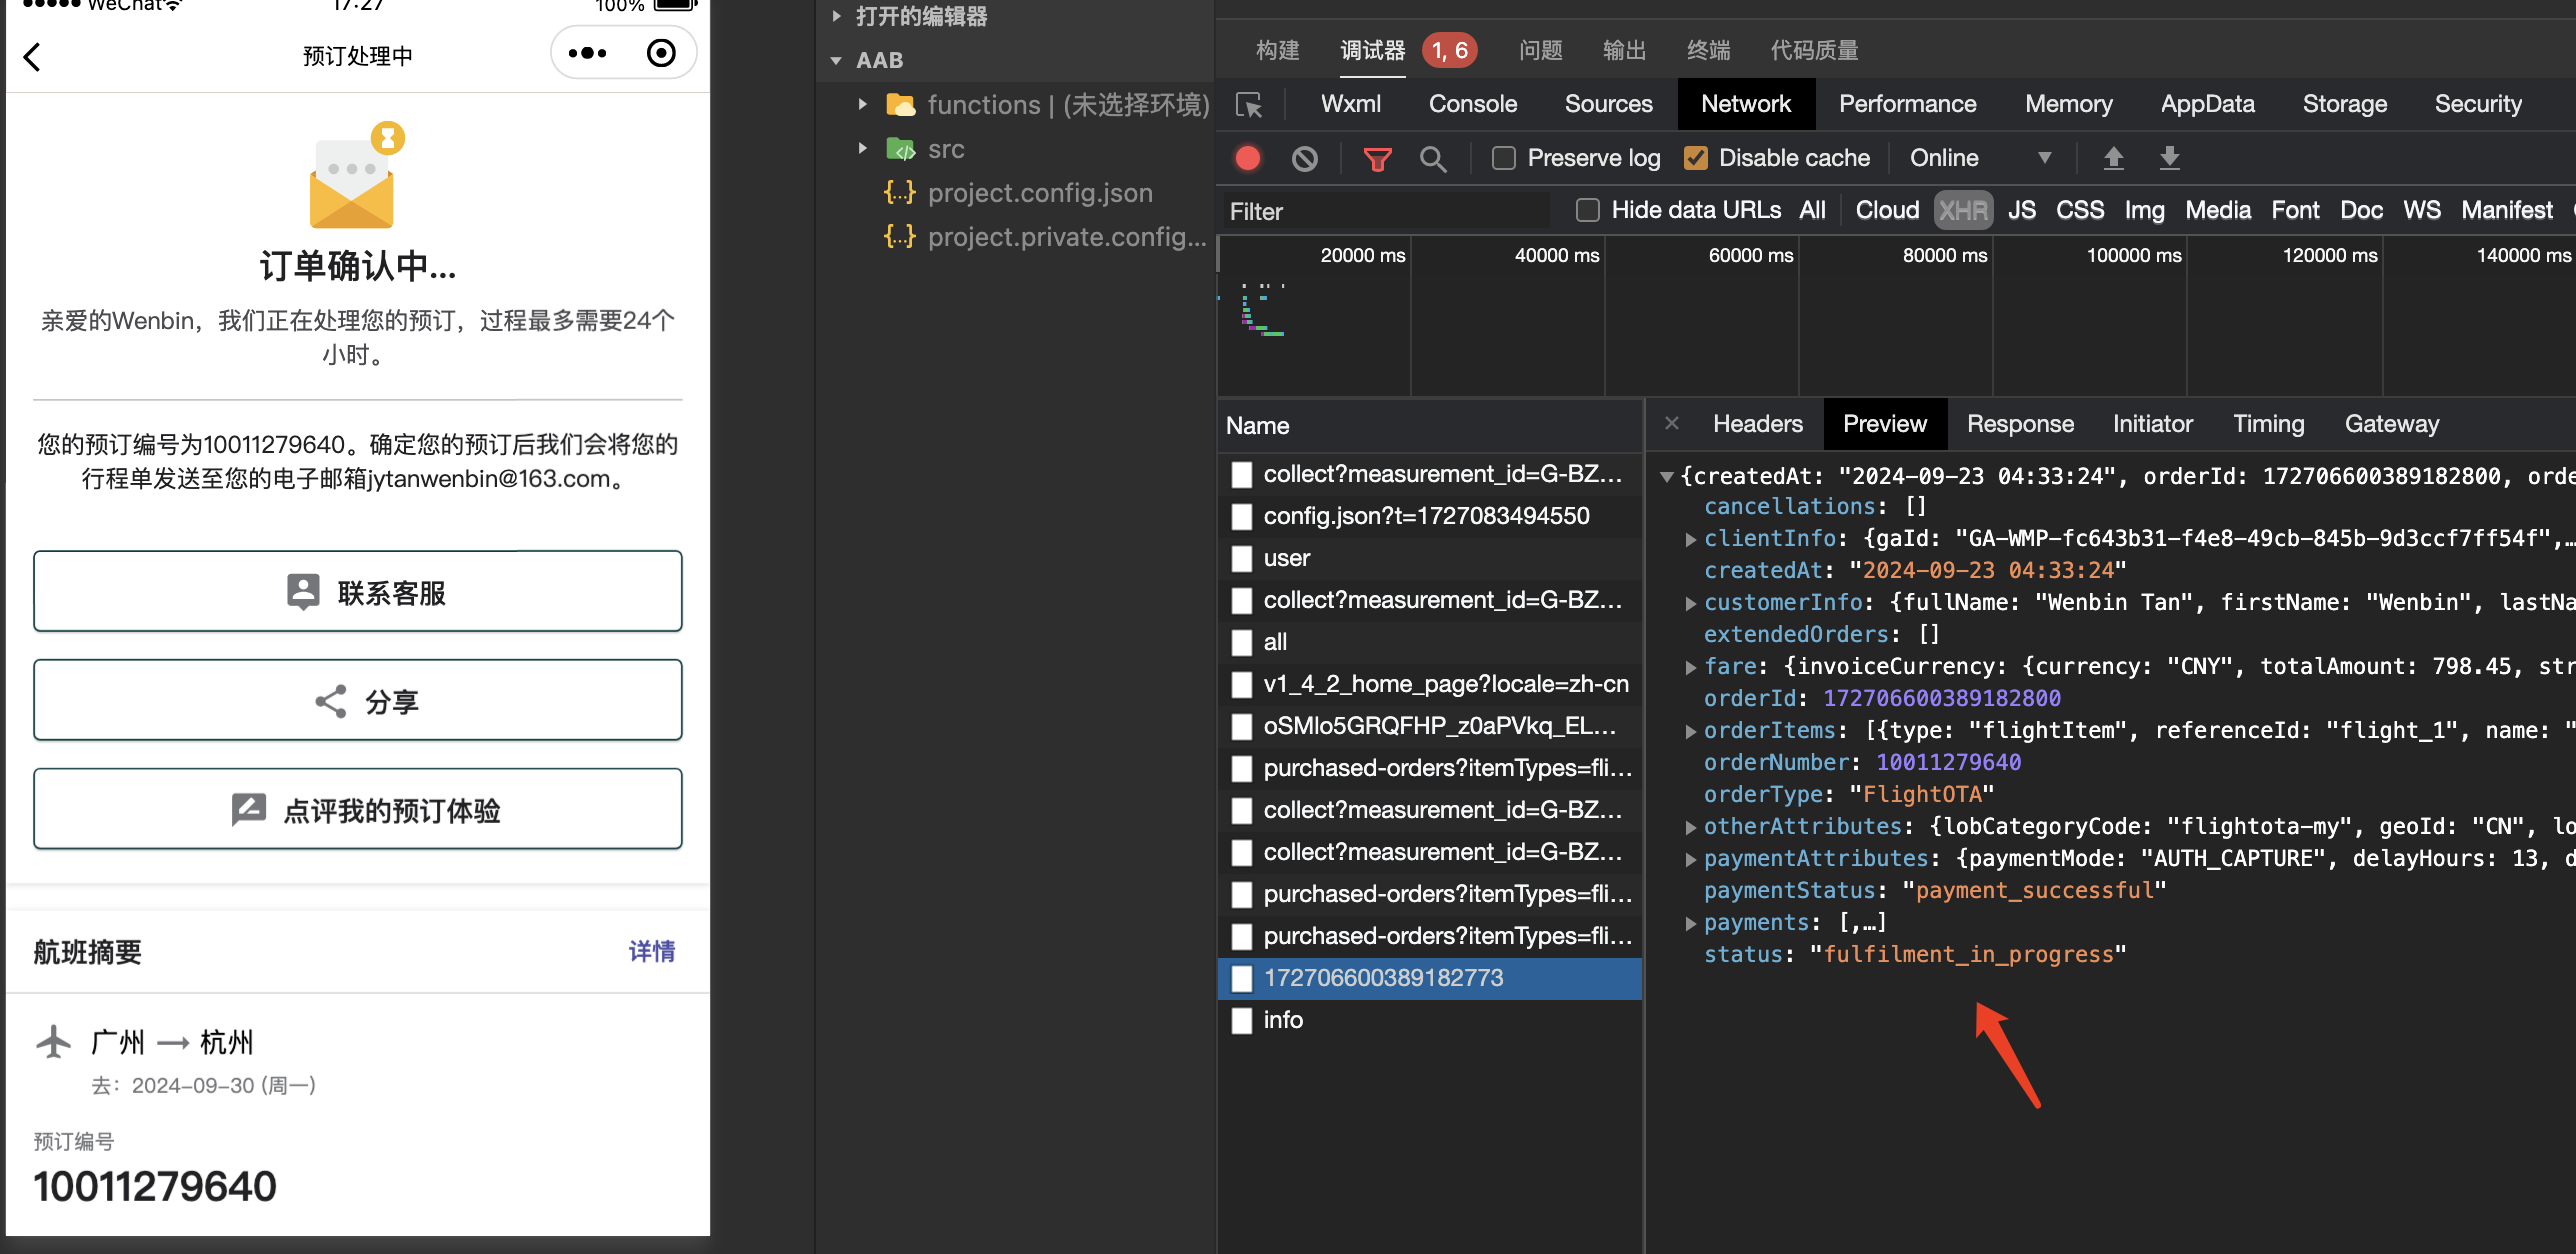 WeChat
17:27
100%
预订处理中
订单确认中...
亲爱的Wenbin，我们正在处理您的预订，过程最多需要24个
小时。
您的预订编号为10011279640。确定您的预订后我们会将您的
行程单发送至您的电子邮箱jytanwenbin@163.com。
联系客服
分享
点评我的预订体验
航班摘要
详情
广州 → 杭州
去：2024-09-30 (周一)
预订编号
10011279640
打开的编辑器
AAB
functions | (未选择环境)
src
project.config.json
project.private.config...
构建 调试器 1, 6 问题 输出 终端 代码质量
Wxml Console Sources Network Performance Memory AppData Storage Security
Preserve log Disable cache Online
Filter Hide data URLs All Cloud XHR JS CSS Img Media Font Doc WS Manifest
20000 ms 40000 ms 60000 ms 80000 ms 100000 ms 120000 ms 140000 ms
Name
collect?measurement_id=G-BZ...
config.json?t=1727083494550
user
collect?measurement_id=G-BZ...
all
v1_4_2_home_page?locale=zh-cn
oSMlo5GRQFHP_z0aPVkq_EL...
purchased-orders?itemTypes=fli...
collect?measurement_id=G-BZ...
collect?measurement_id=G-BZ...
purchased-orders?itemTypes=fli...
purchased-orders?itemTypes=fli...
172706600389182773
info
Headers Preview Response Initiator Timing Gateway
{createdAt: "2024-09-23 04:33:24", orderId: 172706600389182800, orde
cancellations: []
clientInfo: {gaId: "GA-WMP-fc643b31-f4e8-49cb-845b-9d3ccf7ff54f",…
createdAt: "2024-09-23 04:33:24"
customerInfo: {fullName: "Wenbin Tan", firstName: "Wenbin", lastNa
extendedOrders: []
fare: {invoiceCurrency: {currency: "CNY", totalAmount: 798.45, str
orderId: 172706600389182800
orderItems: [{type: "flightItem", referenceId: "flight_1", name: "
orderNumber: 10011279640
orderType: "FlightOTA"
otherAttributes: {lobCategoryCode: "flightota-my", geoId: "CN", lo
paymentAttributes: {paymentMode: "AUTH_CAPTURE", delayHours: 13, d
paymentStatus: "payment_successful"
payments: [,…]
status: "fulfilment_in_progress"